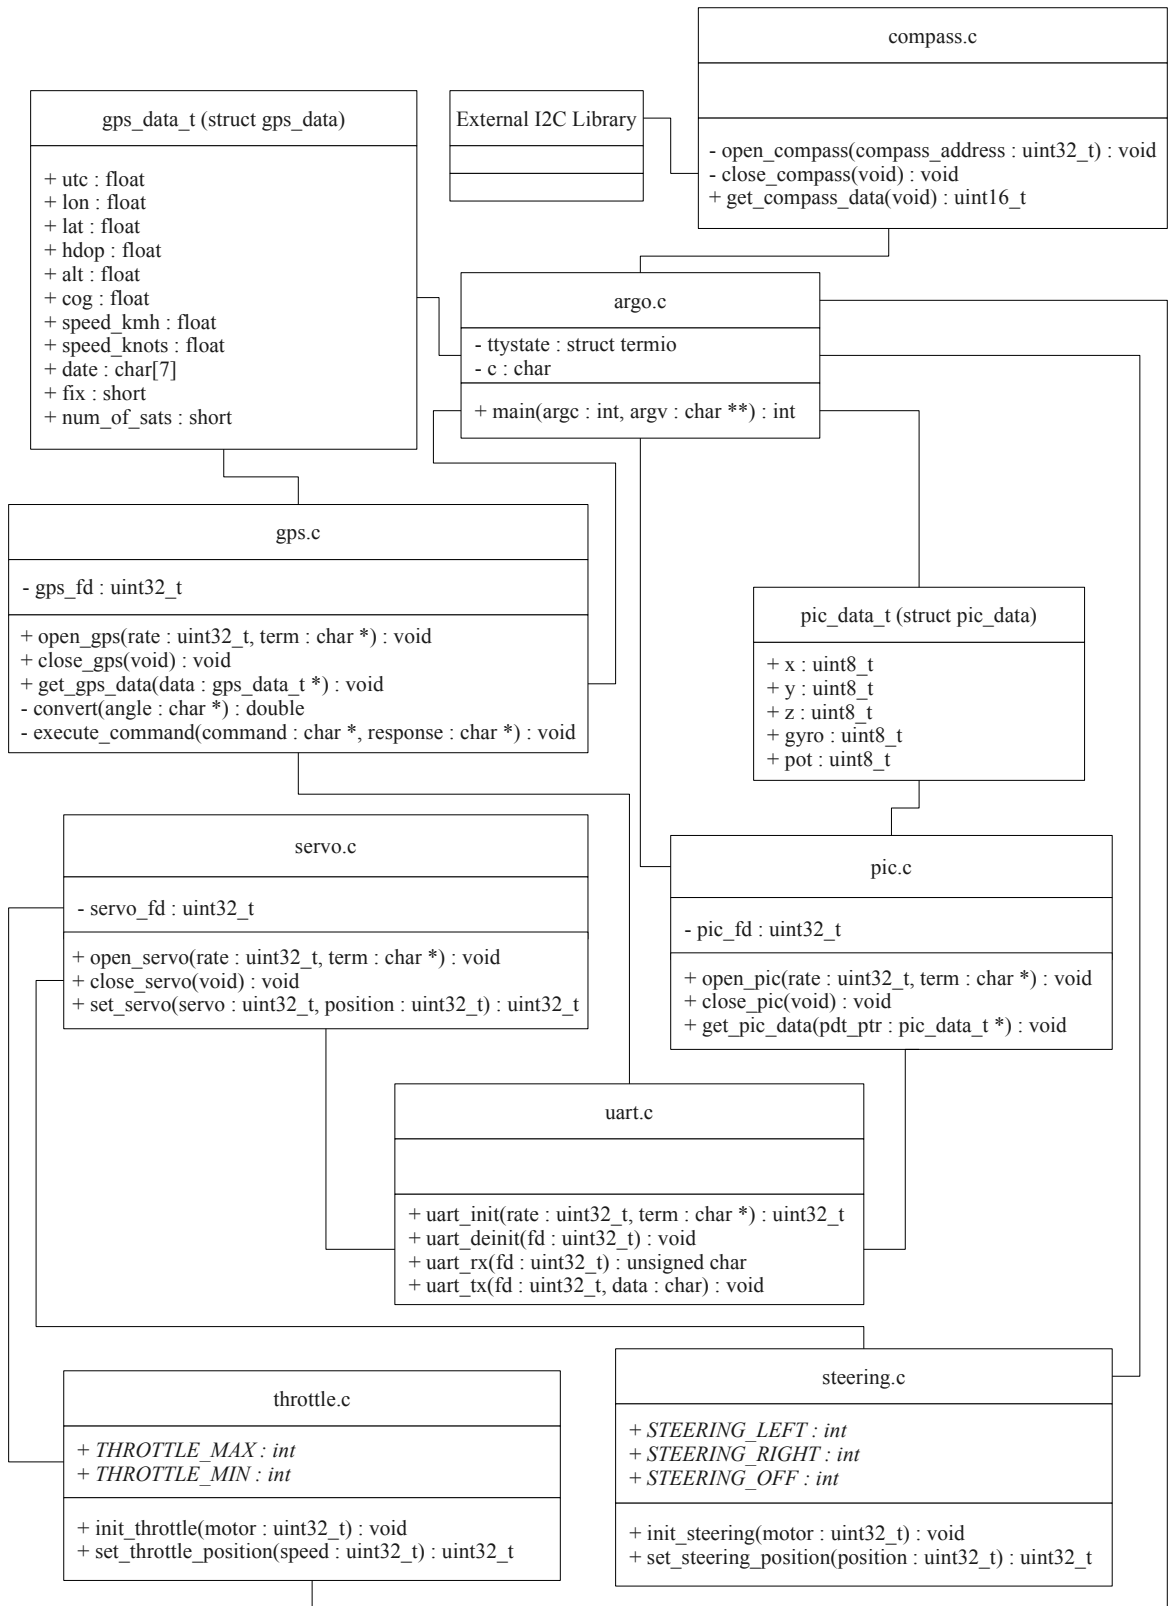 compass.c
- open_compass(compass_address : uint32_t) : void
- close_compass(void) : void
+ get_compass_data(void) : uint16_t
gps_data_t (struct gps_data)
+ utc : float
+ lon : float
+ lat : float
+ hdop : float
+ alt : float
+ cog : float
+ speed_kmh : float
+ speed_knots : float
+ date : char[7]
+ fix : short
+ num_of_sats : short
External I2C Library
argo.c
- ttystate : struct termio
- c : char
+ main(argc : int, argv : char **) : int
gps.c
- gps_fd : uint32_t
+ open_gps(rate : uint32_t, term : char *) : void
+ close_gps(void) : void
+ get_gps_data(data : gps_data_t *) : void
- convert(angle : char *) : double
- execute_command(command : char *, response : char *) : void
pic_data_t (struct pic_data)
+ x : uint8_t
+ y : uint8_t
+ z : uint8_t
+ gyro : uint8_t
+ pot : uint8_t
servo.c
- servo_fd : uint32_t
+ open_servo(rate : uint32_t, term : char *) : void
+ close_servo(void) : void
+ set_servo(servo : uint32_t, position : uint32_t) : uint32_t
pic.c
- pic_fd : uint32_t
+ open_pic(rate : uint32_t, term : char *) : void
+ close_pic(void) : void
+ get_pic_data(pdt_ptr : pic_data_t *) : void
uart.c
+ uart_init(rate : uint32_t, term : char *) : uint32_t
+ uart_deinit(fd : uint32_t) : void
+ uart_rx(fd : uint32_t) : unsigned char
+ uart_tx(fd : uint32_t, data : char) : void
throttle.c
+ THROTTLE_MAX : int
+ THROTTLE_MIN : int
+ init_throttle(motor : uint32_t) : void
+ set_throttle_position(speed : uint32_t) : uint32_t
steering.c
+ STEERING_LEFT : int
+ STEERING_RIGHT : int
+ STEERING_OFF : int
+ init_steering(motor : uint32_t) : void
+ set_steering_position(position : uint32_t) : uint32_t